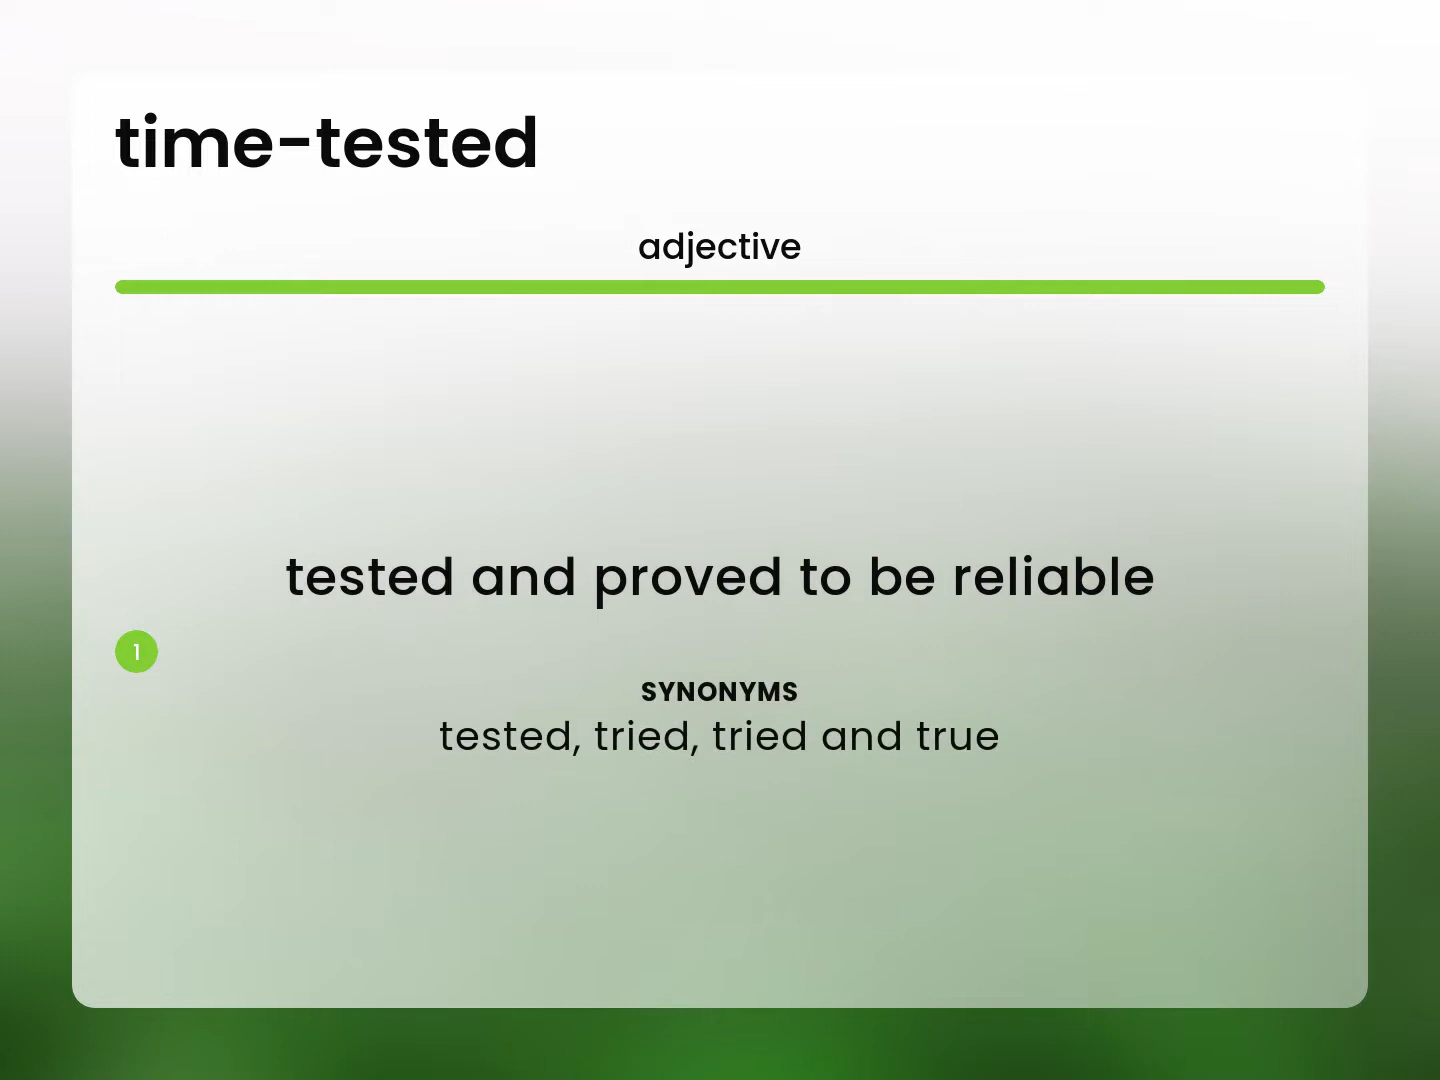 time-tested
adjective
tested and proved to be reliable
1
SYNONYMS
tested, tried, tried and true